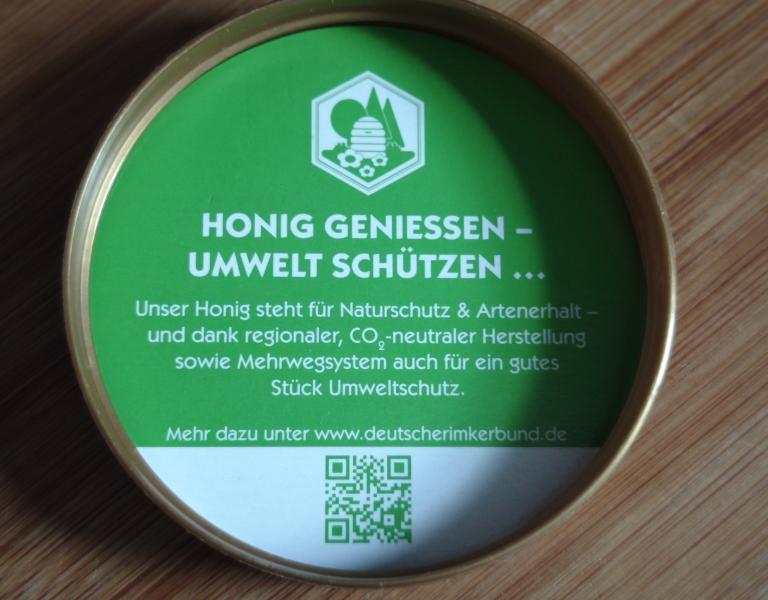 HONIG GENIESSEN –
UMWELT SCHÜTZEN ...
Unser Honig steht für Naturschutz & Artenerhalt –
und dank regionaler, CO₂-neutraler Herstellung
sowie Mehrwegsystem auch für ein gutes
Stück Umweltschutz.
Mehr dazu unter www.deutscherimkerbund.de